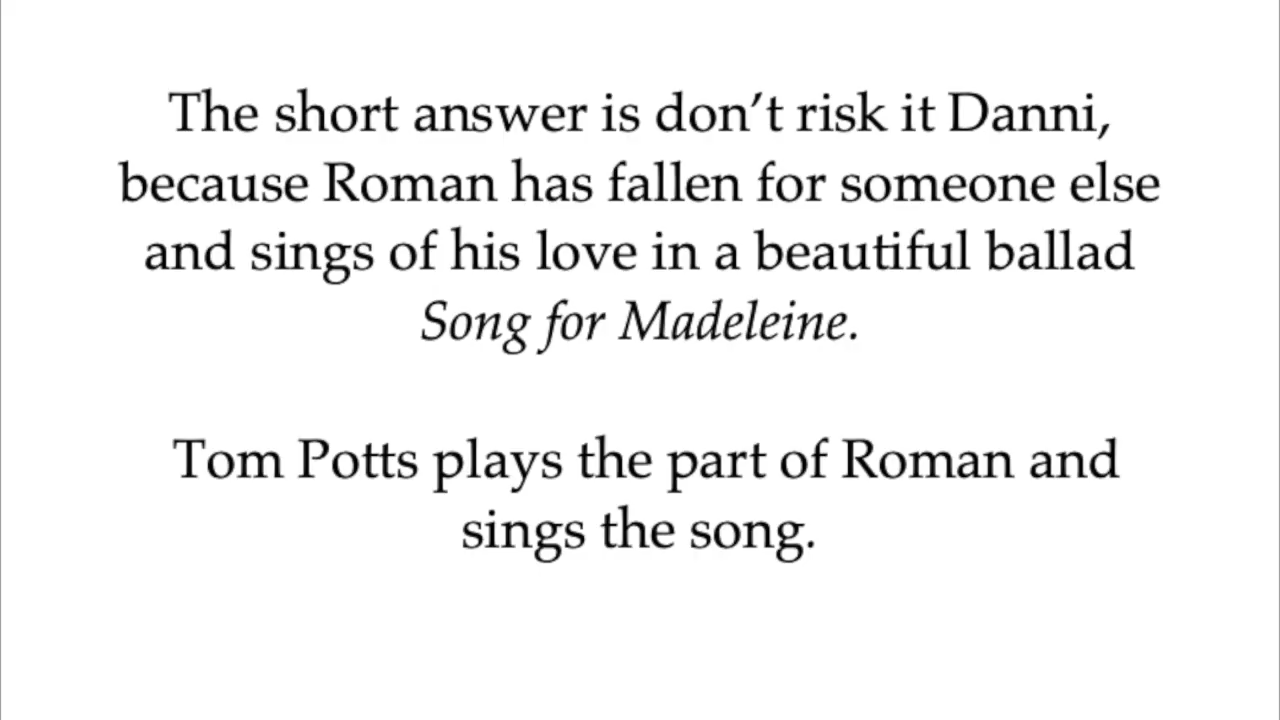 The short answer is don’t risk it Danni,
because Roman has fallen for someone else
and sings of his love in a beautiful ballad
Song for Madeleine.
Tom Potts plays the part of Roman and
sings the song.